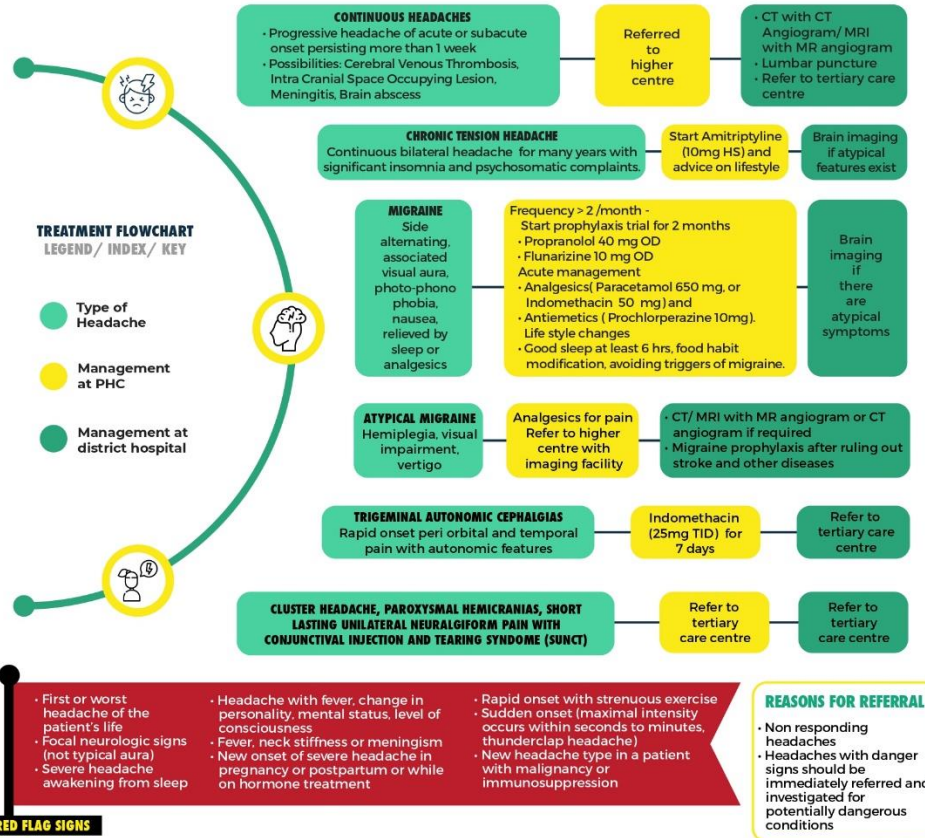 CONTINUOUS HEADACHES
• Progressive headache of acute or subacute
onset persisting more than 1 week
• Possibilities: Cerebral Venous Thrombosis,
Intra Cranial Space Occupying Lesion,
Meningitis, Brain abscess
Referred
to
higher
centre
• CT with CT
Angiogram/ MRI
with MR angiogram
• Lumbar puncture
• Refer to tertiary care
centre
CHRONIC TENSION HEADACHE
Continuous bilateral headache for many years with
significant insomnia and psychosomatic complaints.
Start Amitriptyline
(10mg HS) and
advice on lifestyle
Brain imaging
if atypical
features exist
TREATMENT FLOWCHART
LEGEND/ INDEX/ KEY
Type of
Headache
Management
at PHC
Management at
district hospital
MIGRAINE
Side
alternating,
associated
visual aura,
photo-phono
phobia,
nausea,
relieved by
sleep or
analgesics
Frequency > 2 /month -
Start prophylaxis trial for 2 months
• Propranolol 40 mg OD
• Flunarizine 10 mg OD
Acute management
• Analgesics( Paracetamol 650 mg, or
Indomethacin 50 mg) and
• Antiemetics ( Prochlorperazine 10mg).
Life style changes
• Good sleep at least 6 hrs, food habit
modification, avoiding triggers of migraine.
Brain
imaging
if
there
are
atypical
symptoms
ATYPICAL MIGRAINE
Hemiplegia, visual
impairment,
vertigo
Analgesics for pain
Refer to higher
centre with
imaging facility
• CT/ MRI with MR angiogram or CT
angiogram if required
• Migraine prophylaxis after ruling out
stroke and other diseases
TRIGEMINAL AUTONOMIC CEPHALGIAS
Rapid onset peri orbital and temporal
pain with autonomic features
Indomethacin
(25mg TID) for
7 days
Refer to
tertiary care
centre
CLUSTER HEADACHE, PAROXYSMAL HEMICRANIAS, SHORT
LASTING UNILATERAL NEURALGIFORM PAIN WITH
CONJUNCTIVAL INJECTION AND TEARING SYNDOME (SUNCT)
Refer to
tertiary
care centre
Refer to
tertiary
care centre
• First or worst
headache of the
patient's life
• Focal neurologic signs
(not typical aura)
• Severe headache
awakening from sleep
• Headache with fever, change in
personality, mental status, level of
consciousness
• Fever, neck stiffness or meningism
• New onset of severe headache in
pregnancy or postpartum or while
on hormone treatment
• Rapid onset with strenuous exercise
• Sudden onset (maximal intensity
occurs within seconds to minutes,
thunderclap headache)
• New headache type in a patient
with malignancy or
immunosuppression
RED FLAG SIGNS
REASONS FOR REFERRAL
• Non responding
headaches
• Headaches with danger
signs should be
immediately referred and
investigated for
potentially dangerous
conditions